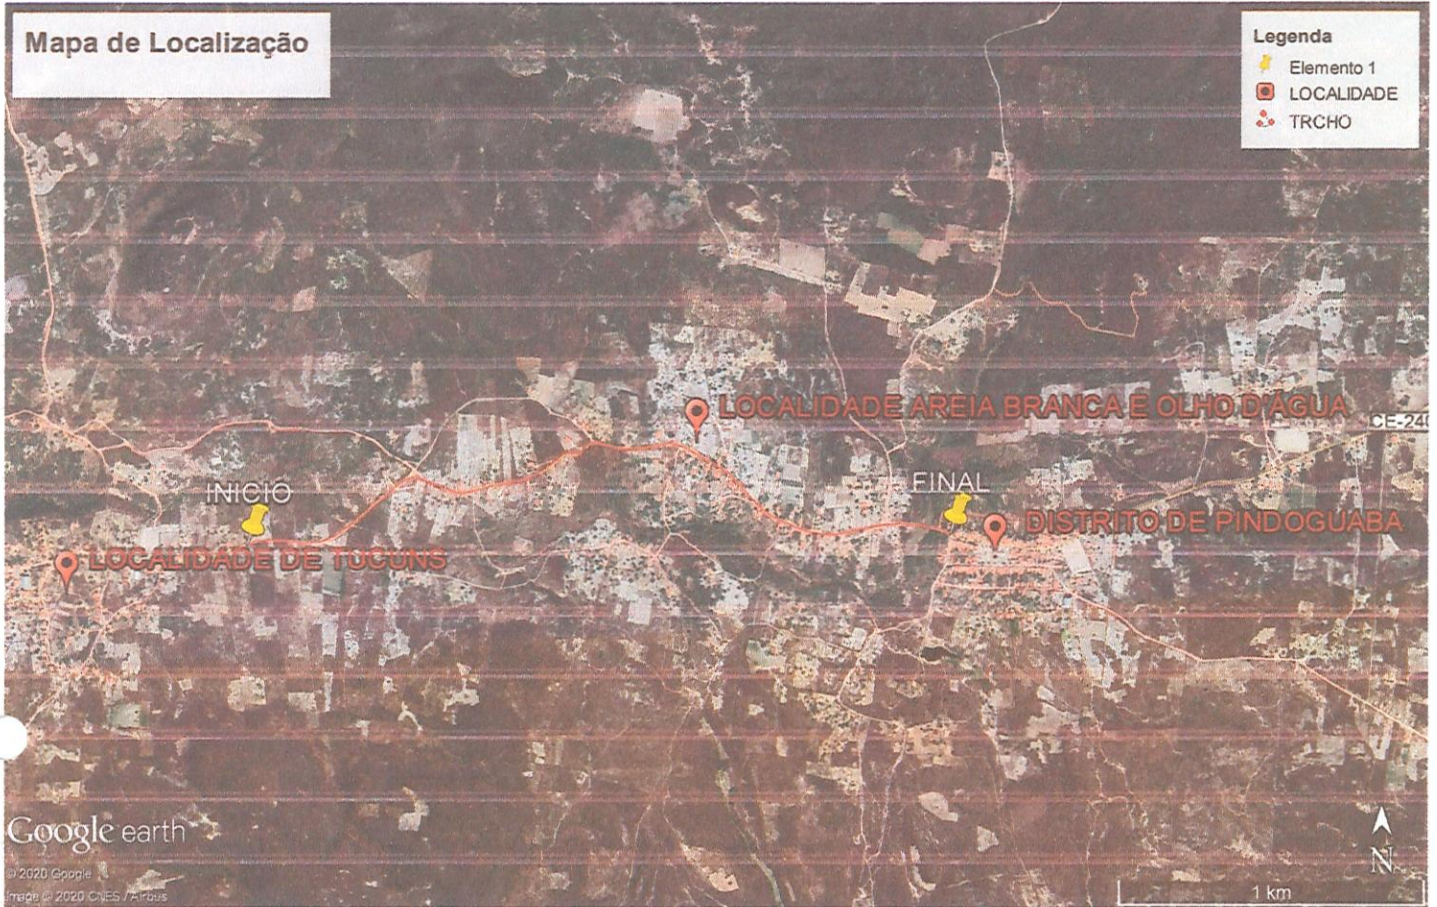 Mapa de Localização
Legenda
Elemento 1
LOCALIDADE
TRCHO
LOCALIDADE AREIA BRANCA E OLHO D'ÁGUA
CE-240
INICIO
FINAL
DISTRITO DE PINDOGUABA
LOCALIDADE DE TUCUNS
Google earth
© 2020 Google
Image © 2020 CNES / Airbus
N
1 km